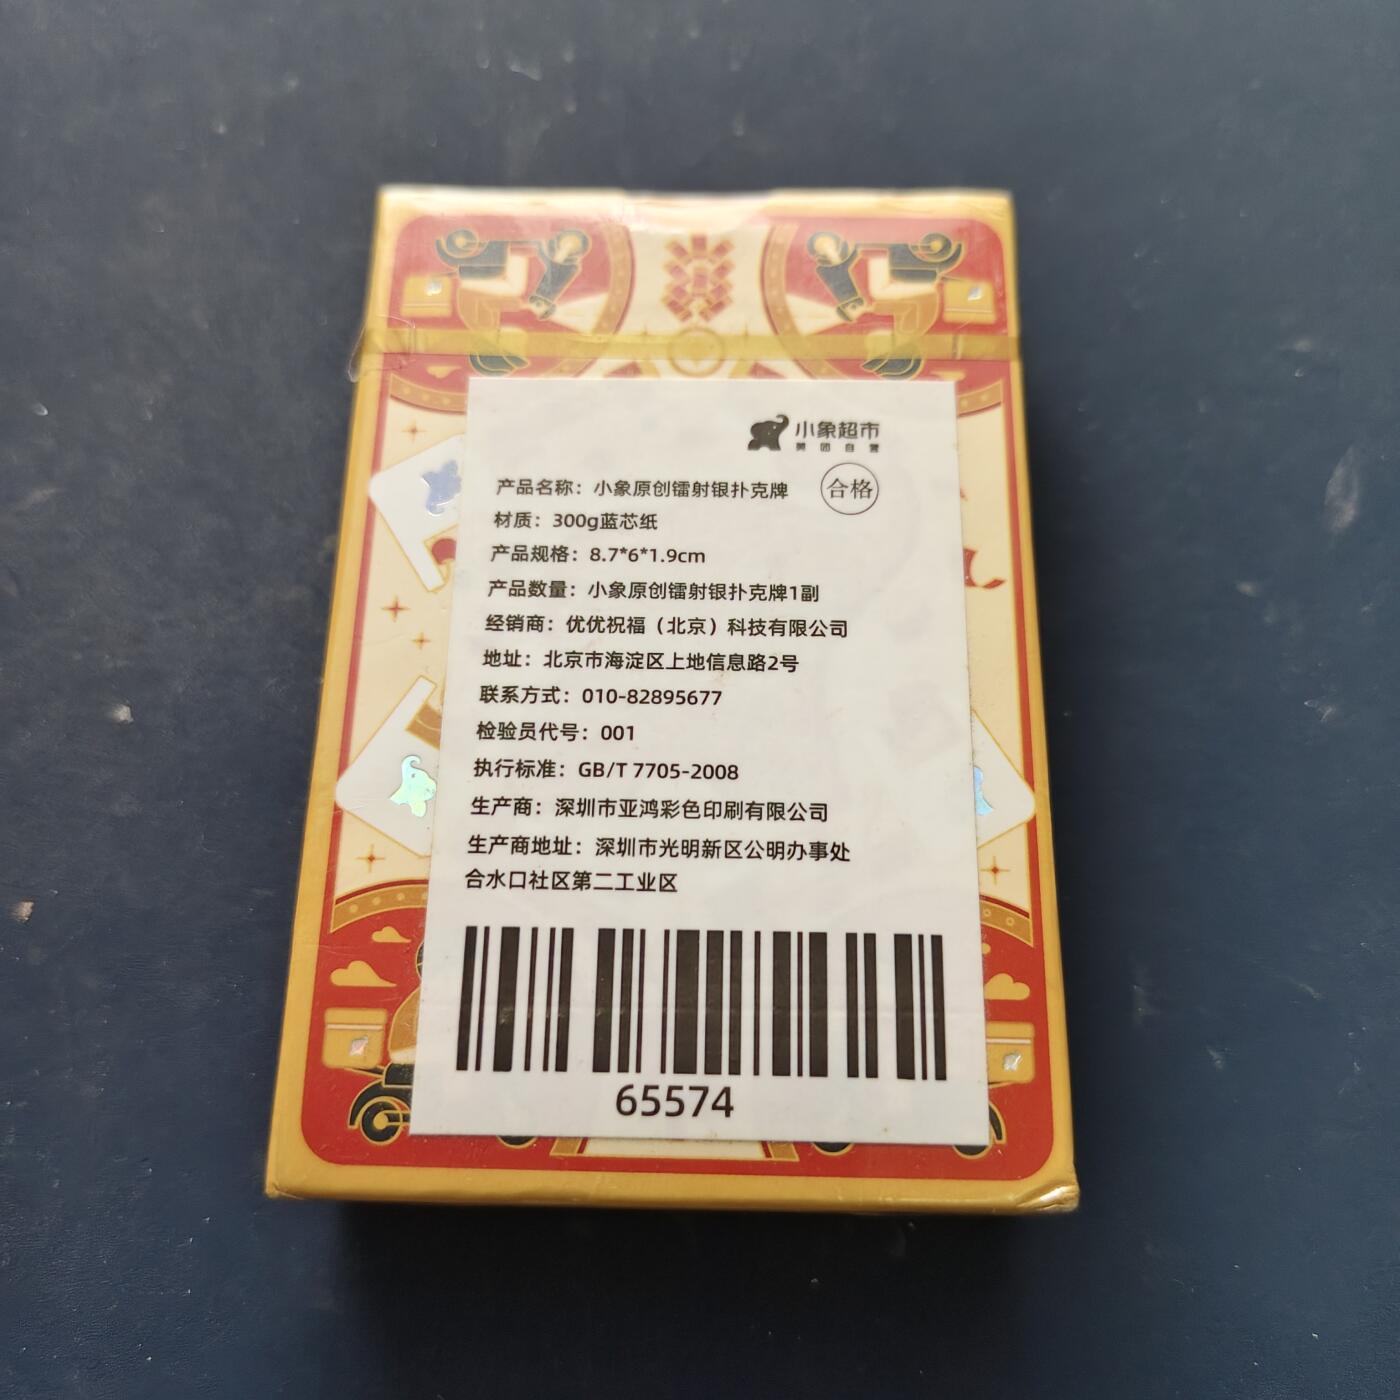 小象超市
美团自营
产品名称：小象原创镭射银扑克牌
合格
材质：300g蓝芯纸
产品规格：8.7*6*1.9cm
产品数量：小象原创镭射银扑克牌1副
经销商：优优祝福（北京）科技有限公司
地址：北京市海淀区上地信息路2号
联系方式：010-82895677
检验员代号：001
执行标准：GB/T 7705-2008
生产商：深圳市亚鸿彩色印刷有限公司
生产商地址：深圳市光明新区公明办事处
合水口社区第二工业区
65574